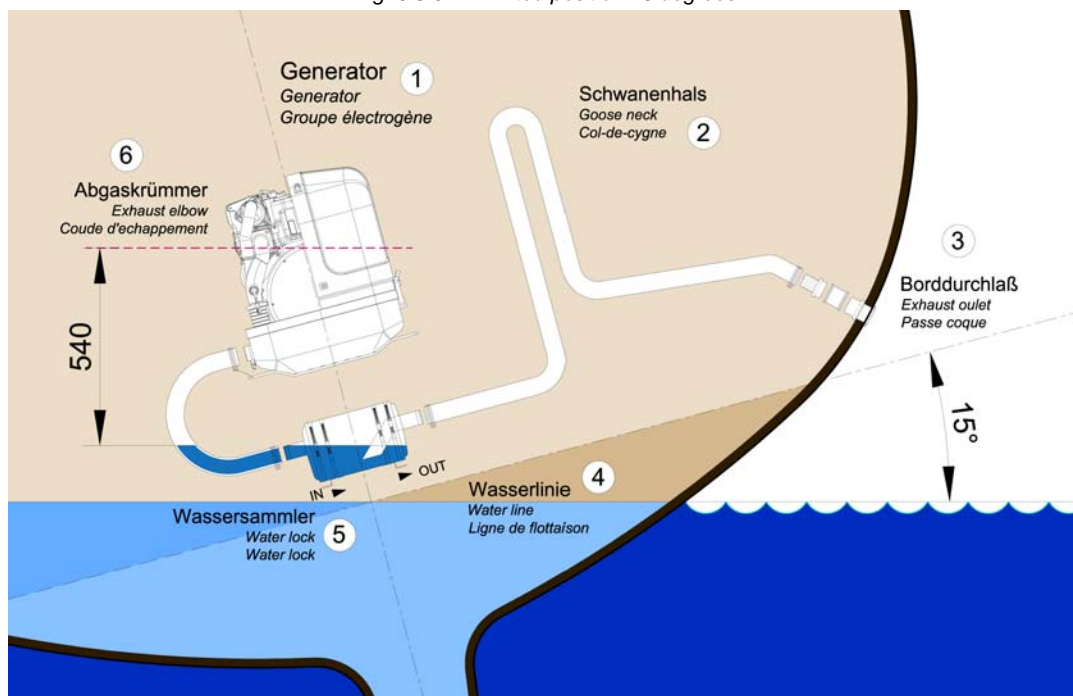 Generator
Generator
Groupe électrogène
1
Schwanenhals
Goose neck
Col-de-cygne
2
6
Abgaskrümmer
Exhaust elbow
Coude d'echappement
3
Borddurchlaß
Exhaust oulet
Passe coque
540
15°
IN
OUT
Wasserlinie
Water line
Ligne de flottaison
4
Wassersammler
Water lock
Water lock
5